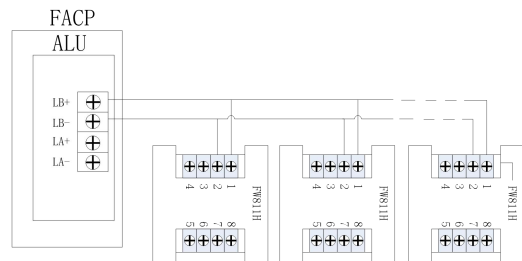 FACP
ALU
LB+
LB-
LA+
LA-
4 3 2 1
FW811H
5 6 7 8
4 3 2 1
FW811H
5 6 7 8
4 3 2 1
FW811H
5 6 7 8